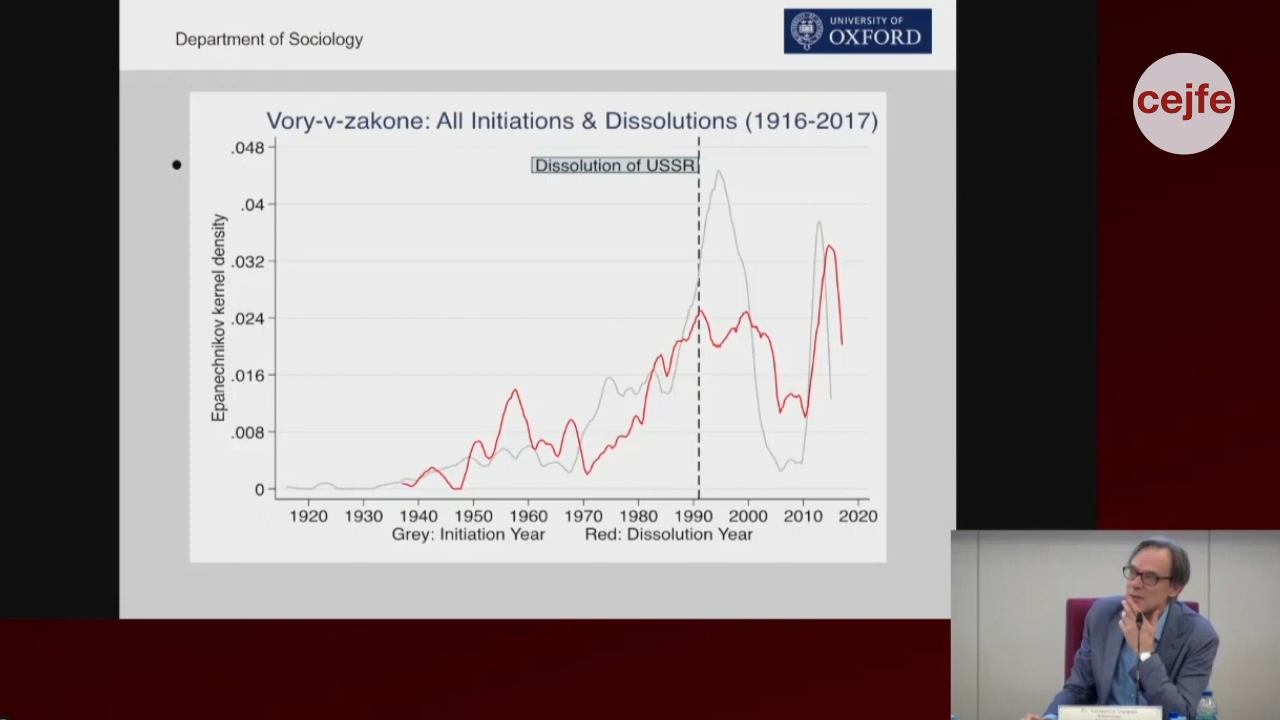 Department of Sociology
UNIVERSITY OF
OXFORD
cejfe
Vory-v-zakone: All Initiations & Dissolutions (1916-2017)
Dissolution of USSR
Epanechnikov kernel density
.048
.04
.032
.024
.016
.008
0
1920 1930 1940 1950 1960 1970 1980 1990 2000 2010 2020
Grey: Initiation Year Red: Dissolution Year